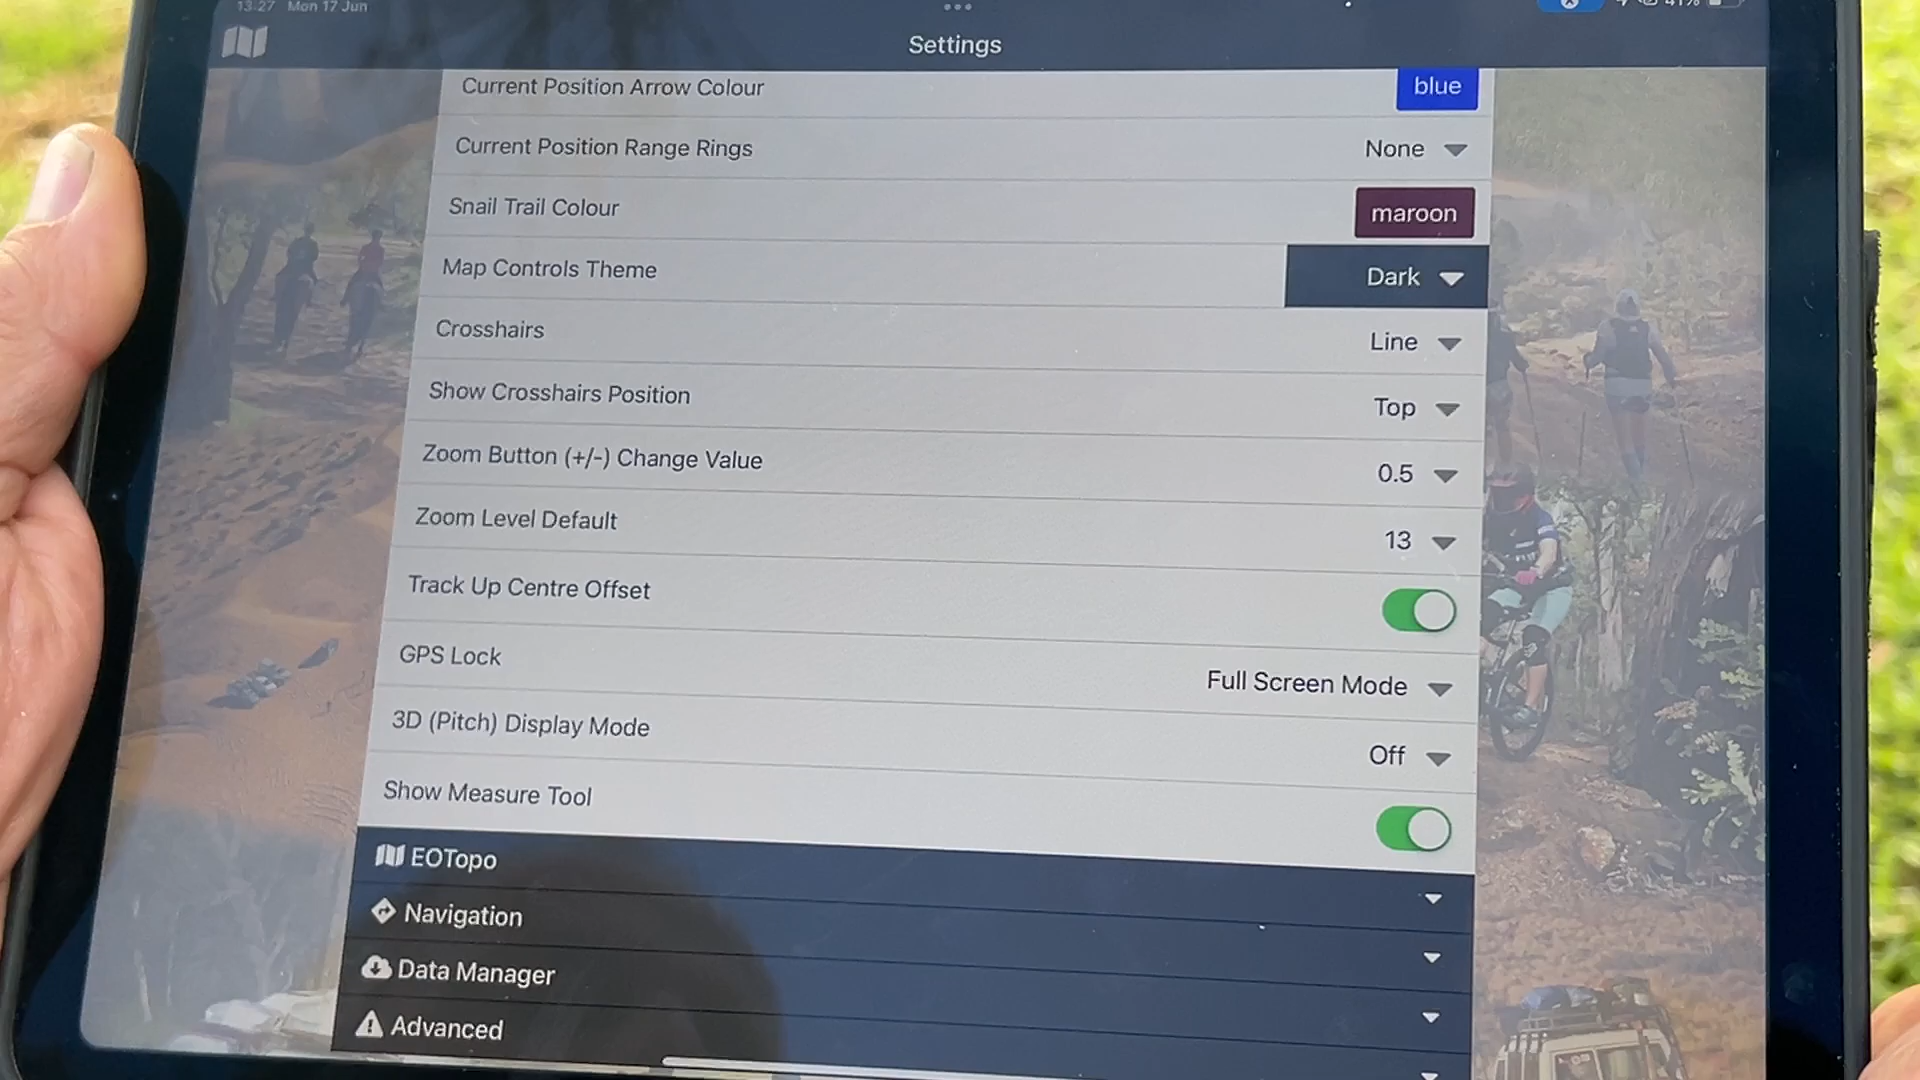 13:27 Mon 17 Jun
41%
Settings
Current Position Arrow Colour blue
Current Position Range Rings None
Snail Trail Colour maroon
Map Controls Theme Dark
Crosshairs Line
Show Crosshairs Position Top
Zoom Button (+/-) Change Value 0.5
Zoom Level Default 13
Track Up Centre Offset
GPS Lock Full Screen Mode
3D (Pitch) Display Mode Off
Show Measure Tool
EOTopo
Navigation
Data Manager
Advanced